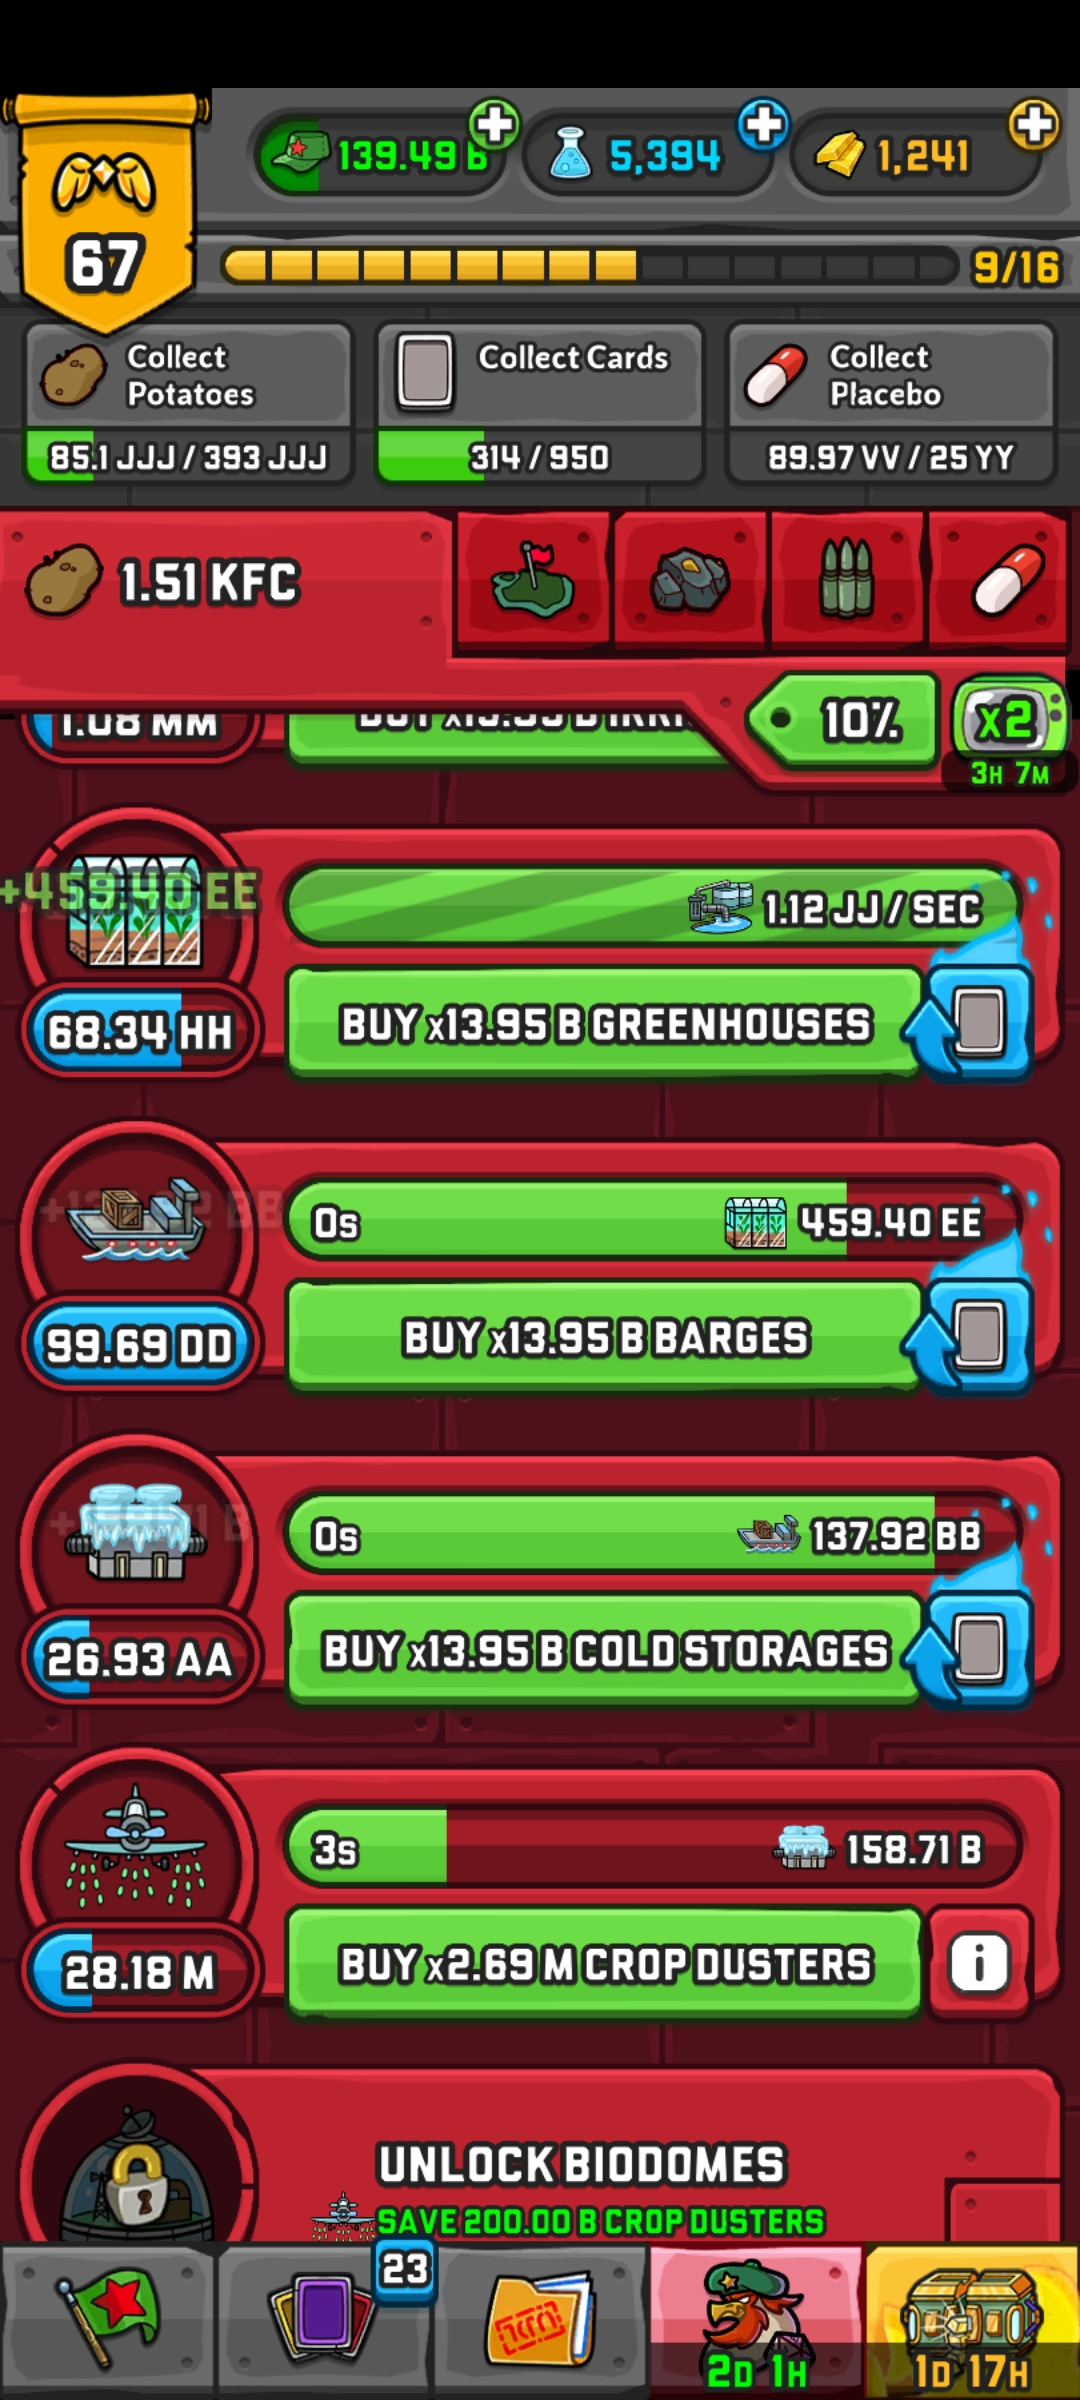 139.49 B
5,394
1,241
67
9/16
Collect
Potatoes
85.1 JJJ / 393 JJJ
Collect Cards
314 / 950
Collect
Placebo
89.97 VV / 25 YY
1.51 KFC
10%
x2
3H 7M
1.08 MM
+459.40 EE
1.12 JJ / SEC
68.34 HH
BUY x13.95 B GREENHOUSES
0s
459.40 EE
99.69 DD
BUY x13.95 B BARGES
0s
137.92 BB
26.93 AA
BUY x13.95 B COLD STORAGES
3s
158.71 B
28.18 M
BUY x2.69 M CROP DUSTERS
i
UNLOCK BIODOMES
SAVE 200.00 B CROP DUSTERS
23
2D 1H
1D 17H